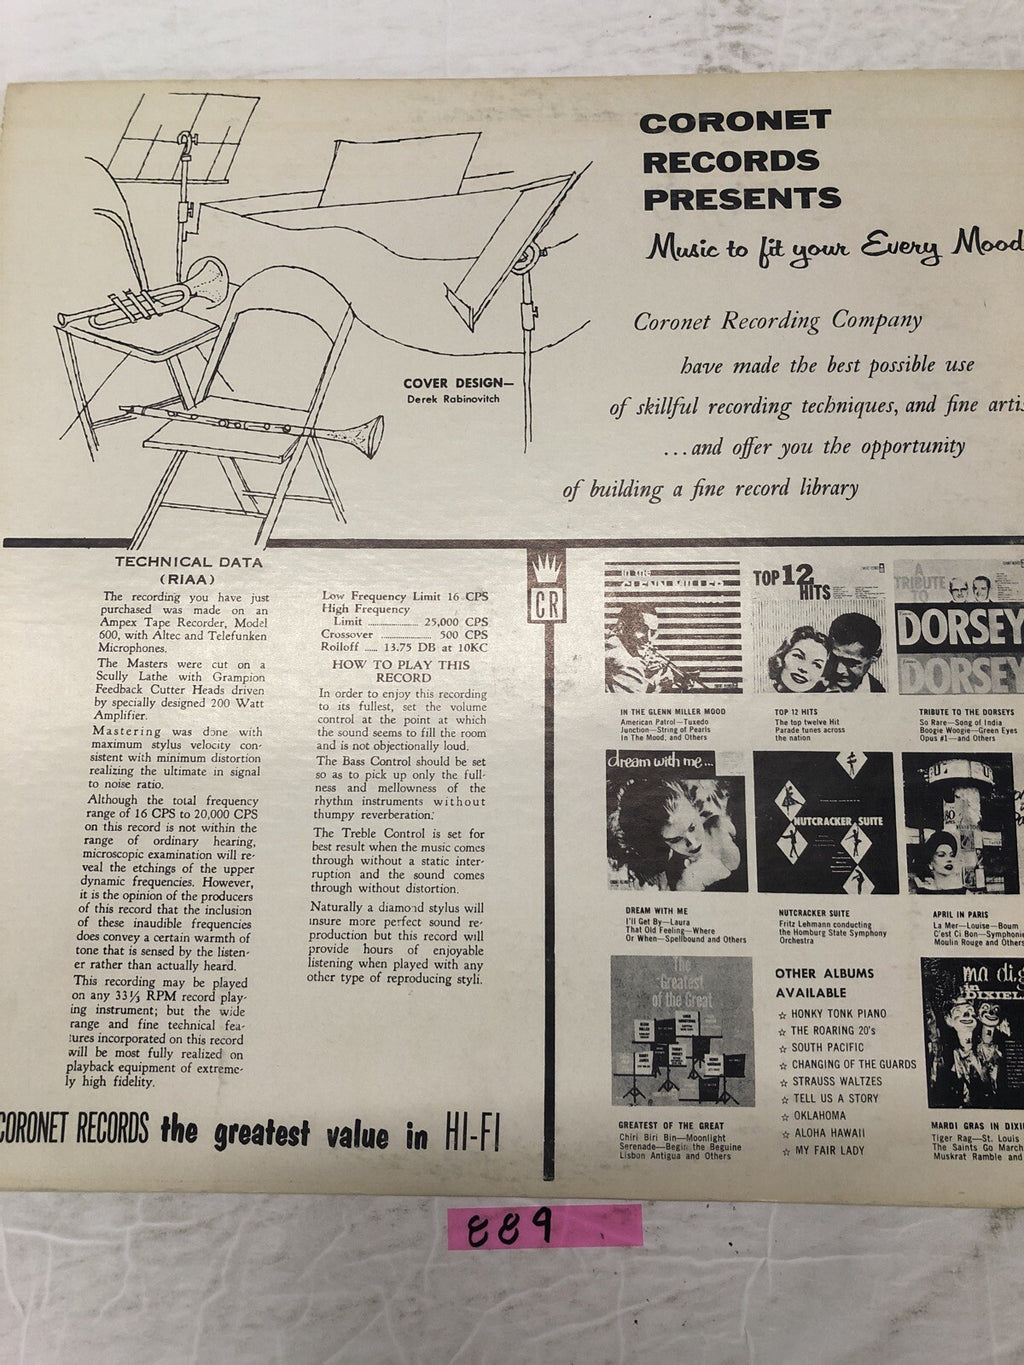 CORONET
RECORDS
PRESENTS
Music to fit your Every Mood
Coronet Recording Company
have made the best possible use
of skillful recording techniques, and fine
...and offer you the opportunity
of building a fine record library
COVER DESIGN—
Derek Rabinovitch
TECHNICAL DATA
(RIAA)
The recording you have just
purchased was made on an
Ampex Tape Recorder, Model
600, with Altec and Telefunken
Microphones.
The Masters were cut on a
Scully Lathe with Grampion
Feedback Cutter Heads driven
by specially designed 200 Watt
Amplifier.
Mastering was done with
maximum stylus velocity con-
sistent with minimum distortion
realizing the ultimate in signal
to noise ratio.
Although the total frequency
range of 16 CPS to 20,000 CPS
on this record is not within the
range of ordinary hearing,
microscopic examination will re-
veal the etchings of the upper
dynamic frequencies. However,
it is the opinion of the producers
of this record that the inclusion
of these inaudible frequencies
does convey a certain warmth of
tone that is sensed by the listen-
er rather than actually heard.
This recording may be played
on any 33⅓ RPM record play-
ing instrument; but the wide
range and fine technical fea-
tures incorporated on this record
will be most fully realized on
playback equipment of extreme-
ly high fidelity.
Low Frequency Limit 16 CPS
High Frequency
Limit ............... 25,000 CPS
Crossover ............... 500 CPS
Rolloff ..... 13.75 DB at 10KC
HOW TO PLAY THIS
RECORD
In order to enjoy this recording
to its fullest, set the volume
control at the point at which
the sound seems to fill the room
and is not objectionally loud.
The Bass Control should be set
so as to pick up only the full-
ness and mellowness of the
rhythm instruments without
thumpy reverberation.
The Treble Control is set for
best result when the music comes
through without a static inter-
ruption and the sound comes
through without distortion.
Naturally a diamond stylus will
insure more perfect sound re-
production but this record will
provide hours of enjoyable
listening when played with any
other type of reproducing styli.
CORONET RECORDS the greatest value in HI-FI
CR
in the
GLENN MILLER
IN THE GLENN MILLER MOOD
American Patrol—Tuxedo
Junction—String of Pearls
In The Mood, and Others
TOP 12
HITS
TOP 12 HITS
The top twelve Hit
Parade tunes across
the nation
A
TRIBUTE
TO
DORSEY
DORSEY
TRIBUTE TO THE DORSEYS
So Rare—Song of India
Boogie Woogie—Green Eyes
Opus #1—and Others
dream with me...
DREAM WITH ME
I'll Get By—Laura
That Old Feeling—Where
Or When—Spellbound and Others
NUTCRACKER SUITE
NUTCRACKER SUITE
Fritz Lehmann conducting
the Homburg State Symphony
Orchestra
APRIL IN PARIS
La Mer—Louise—Boum
C'est Ci Bon—Symphonie
Moulin Rouge and Others
The
Greatest
of the Great
GREATEST OF THE GREAT
Chiri Biri Bin—Moonlight
Serenade—Begin the Beguine
Lisbon Antigua and Others
OTHER ALBUMS
AVAILABLE
☆ HONKY TONK PIANO
☆ THE ROARING 20's
☆ SOUTH PACIFIC
☆ CHANGING OF THE GUARDS
☆ STRAUSS WALTZES
☆ TELL US A STORY
☆ OKLAHOMA
☆ ALOHA HAWAII
☆ MY FAIR LADY
MARDI GRAS IN
Tiger Rag—St. Louis
The Saints Go March
Muskrat Ramble and
889